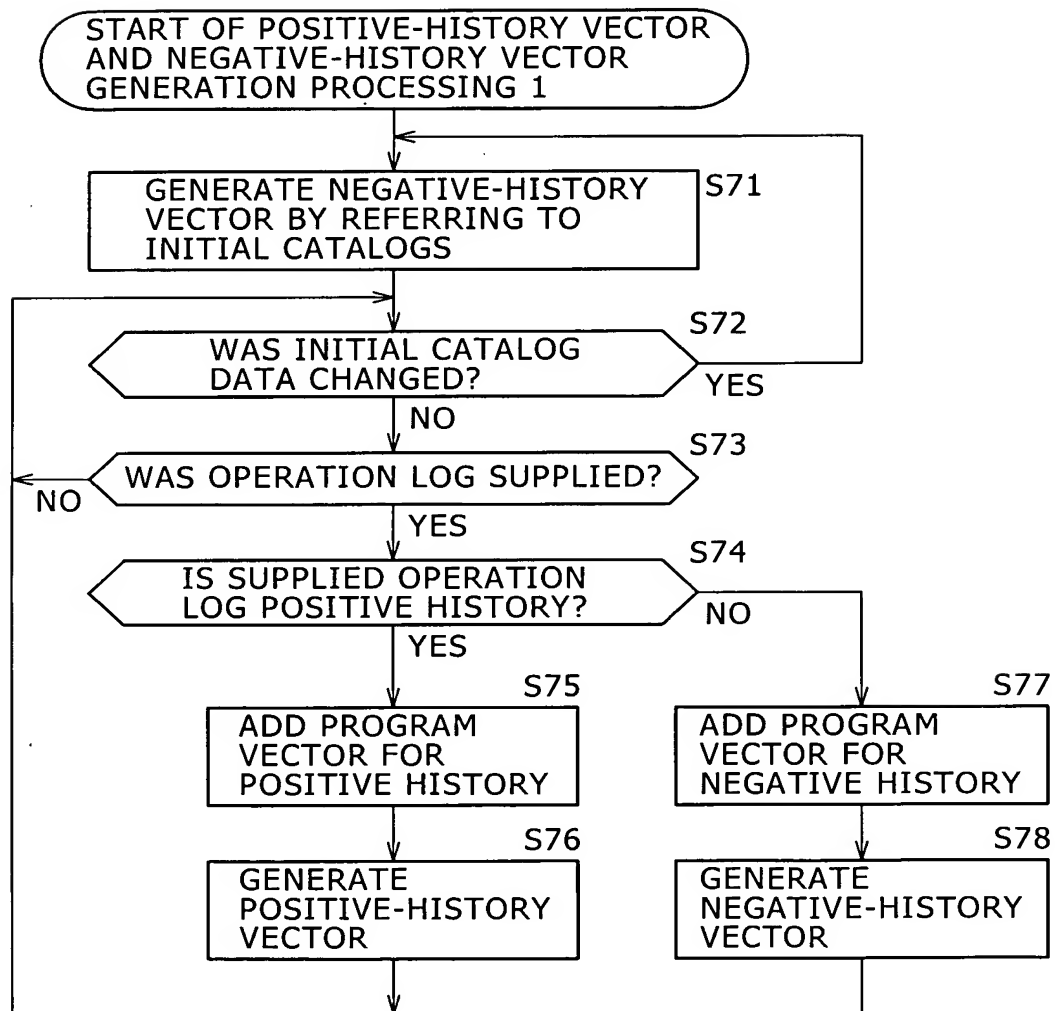 START OF POSITIVE-HISTORY VECTOR
AND NEGATIVE-HISTORY VECTOR
GENERATION PROCESSING 1
GENERATE NEGATIVE-HISTORY
VECTOR BY REFERRING TO
INITIAL CATALOGS
S71
S72
WAS INITIAL CATALOG
DATA CHANGED?
YES
NO
S73
WAS OPERATION LOG SUPPLIED?
NO
YES
S74
IS SUPPLIED OPERATION
LOG POSITIVE HISTORY?
NO
YES
S75
ADD PROGRAM
VECTOR FOR
POSITIVE HISTORY
S76
GENERATE
POSITIVE-HISTORY
VECTOR
S77
ADD PROGRAM
VECTOR FOR
NEGATIVE HISTORY
S78
GENERATE
NEGATIVE-HISTORY
VECTOR